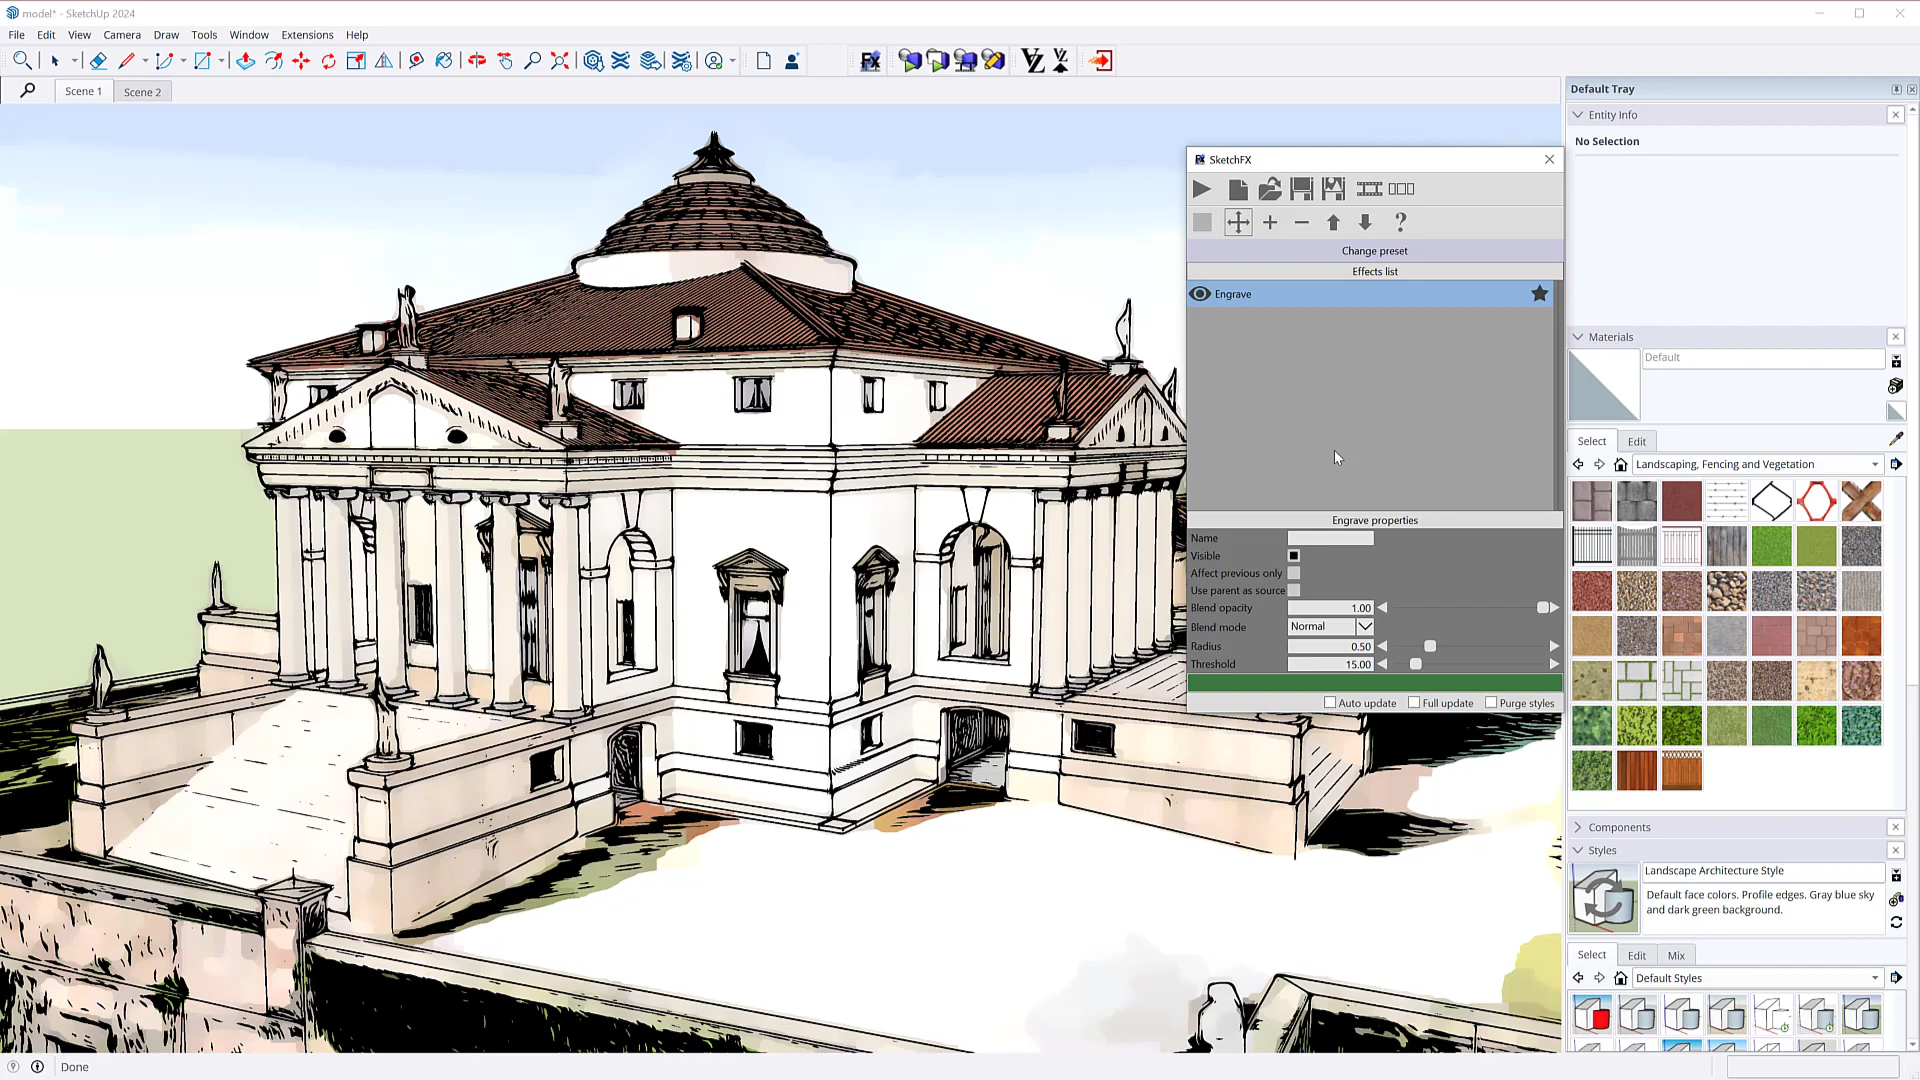 model* - SketchUp 2024
File Edit View Camera Draw Tools Window Extensions Help
FX
Scene 1 Scene 2
Default Tray
Entity Info
No Selection
SketchFX
Change preset
Effects list
Engrave
Materials
Default
Select Edit
Landscaping, Fencing and Vegetation
Engrave properties
Name
Visible
Affect previous only
Use parent as source
Blend opacity 1.00
Blend mode Normal
Radius 0.50
Threshold 15.00
Auto update Full update Purge styles
Components
Styles
Landscape Architecture Style
Default face colors. Profile edges. Gray blue sky
and dark green background.
Select Edit Mix
Default Styles
Done